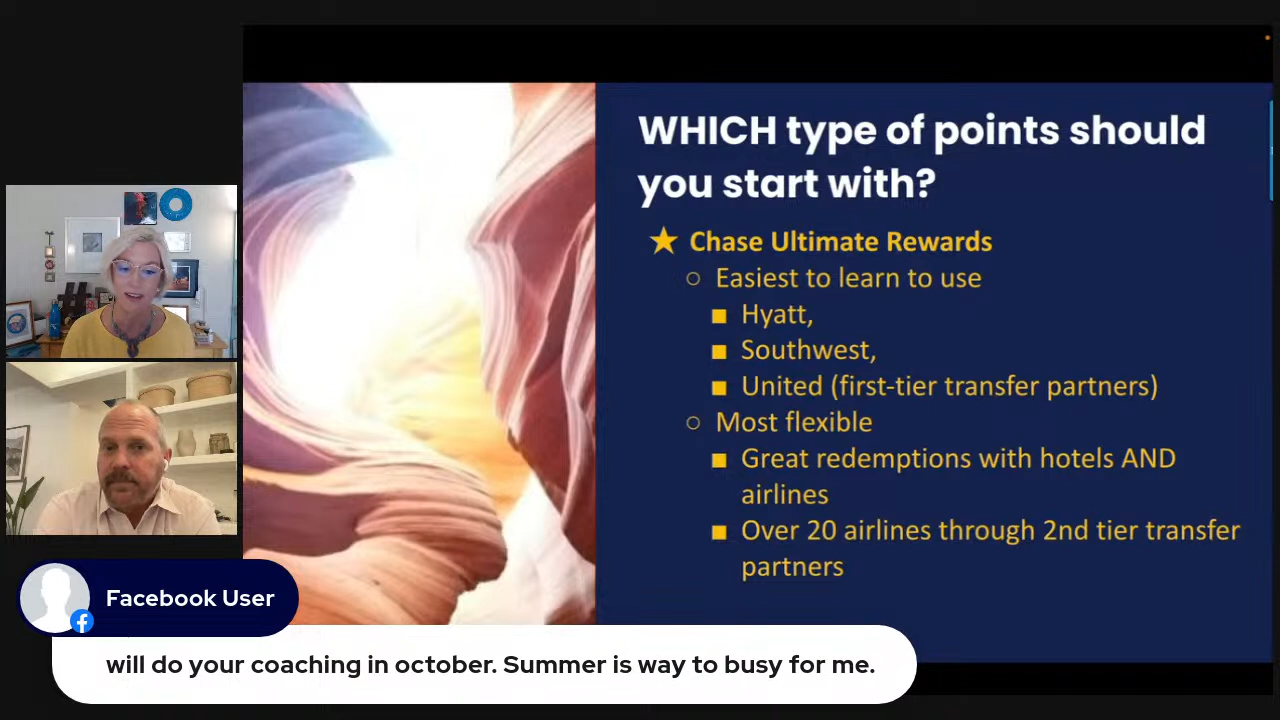 WHICH type of points should
you start with?
★ Chase Ultimate Rewards
○ Easiest to learn to use
■ Hyatt,
■ Southwest,
■ United (first-tier transfer partners)
○ Most flexible
■ Great redemptions with hotels AND
airlines
■ Over 20 airlines through 2nd tier transfer
partners
Facebook User
will do your coaching in october. Summer is way to busy for me.